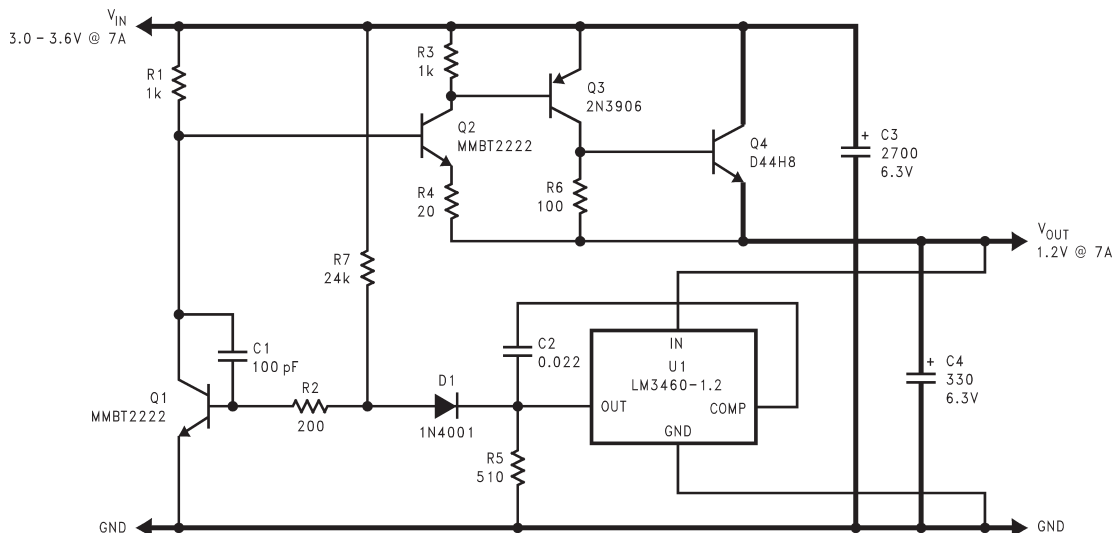 V_IN
3.0 – 3.6V @ 7A
R1
1k
R3
1k
Q3
2N3906
Q2
MMBT2222
Q4
D44H8
+ C3
2700
6.3V
R4
20
R6
100
V_OUT
1.2V @ 7A
R7
24k
C1
100 pF
C2
0.022
IN
U1
LM3460-1.2
OUT
COMP
GND
+ C4
330
6.3V
Q1
MMBT2222
R2
200
D1
1N4001
R5
510
GND
GND